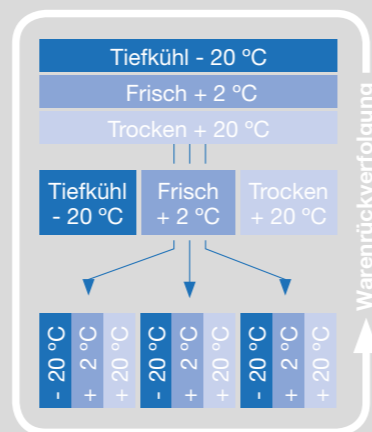 Tiefkühl - 20 °C
Frisch + 2 °C
Trocken + 20 °C
Tiefkühl
- 20 °C
Frisch
+ 2 °C
Trocken
+ 20 °C
- 20 °C
+ 2 °C
+ 20 °C
- 20 °C
+ 2 °C
+ 20 °C
- 20 °C
+ 2 °C
+ 20 °C
Warenrückverfolgung